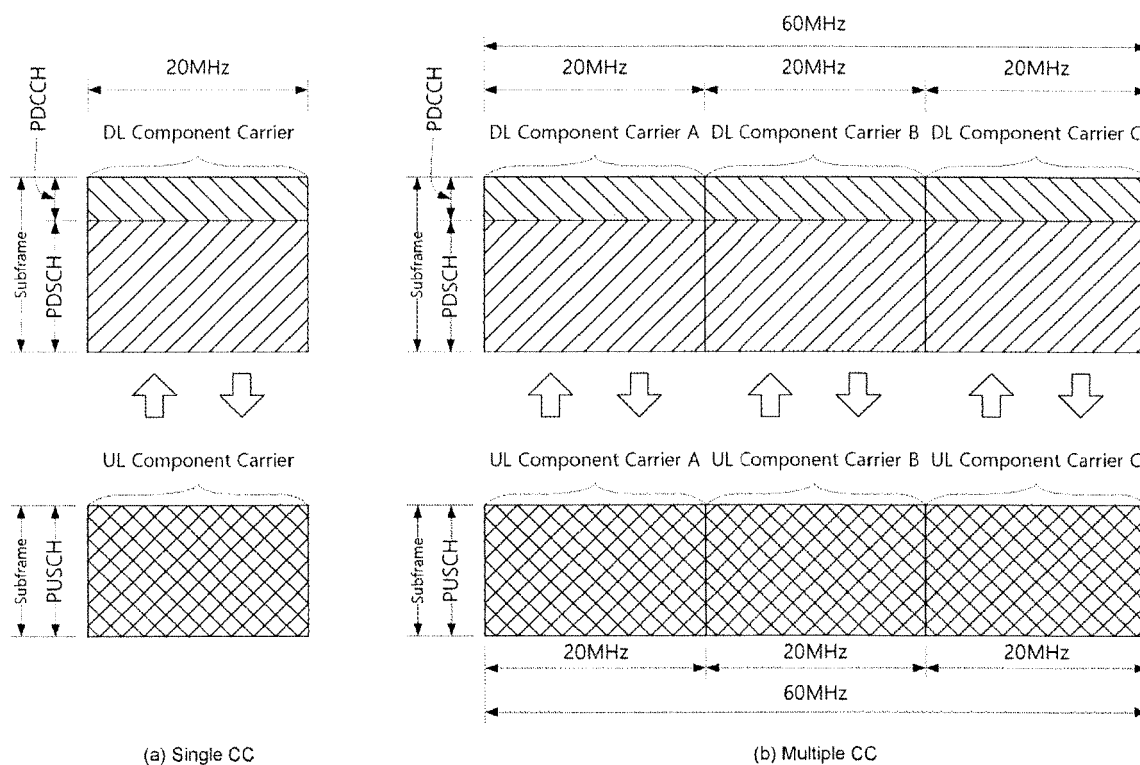 60MHz
20MHz
20MHz
20MHz
20MHz
PDCCH
PDCCH
DL Component Carrier
DL Component Carrier A
DL Component Carrier B
DL Component Carrier C
Subframe
PDSCH
Subframe
PDSCH
UL Component Carrier
UL Component Carrier A
UL Component Carrier B
UL Component Carrier C
Subframe
PUSCH
Subframe
PUSCH
20MHz
20MHz
20MHz
60MHz
(a) Single CC
(b) Multiple CC